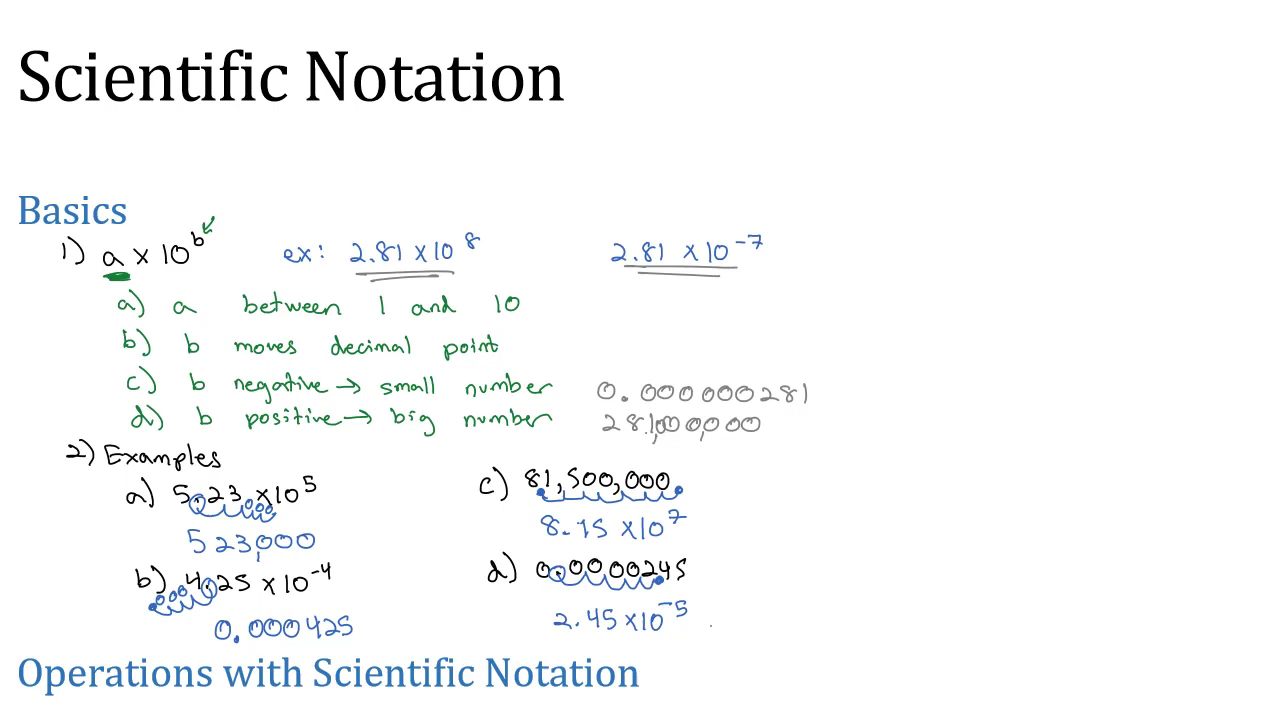 Scientific Notation
Basics
1) a × 10^b ex: 2.81 × 10^8 2.81 × 10^-7
a) a between 1 and 10
b) b moves decimal point
c) b negative → small number 0.000000281
d) b positive → big number 281,000,000
2) Examples
a) 5.23 × 10^5
523,000
b) 4.25 × 10^-4
0.000425
c) 81,500,000
8.15 × 10^7
d) 0.0000245
2.45 × 10^-5
Operations with Scientific Notation